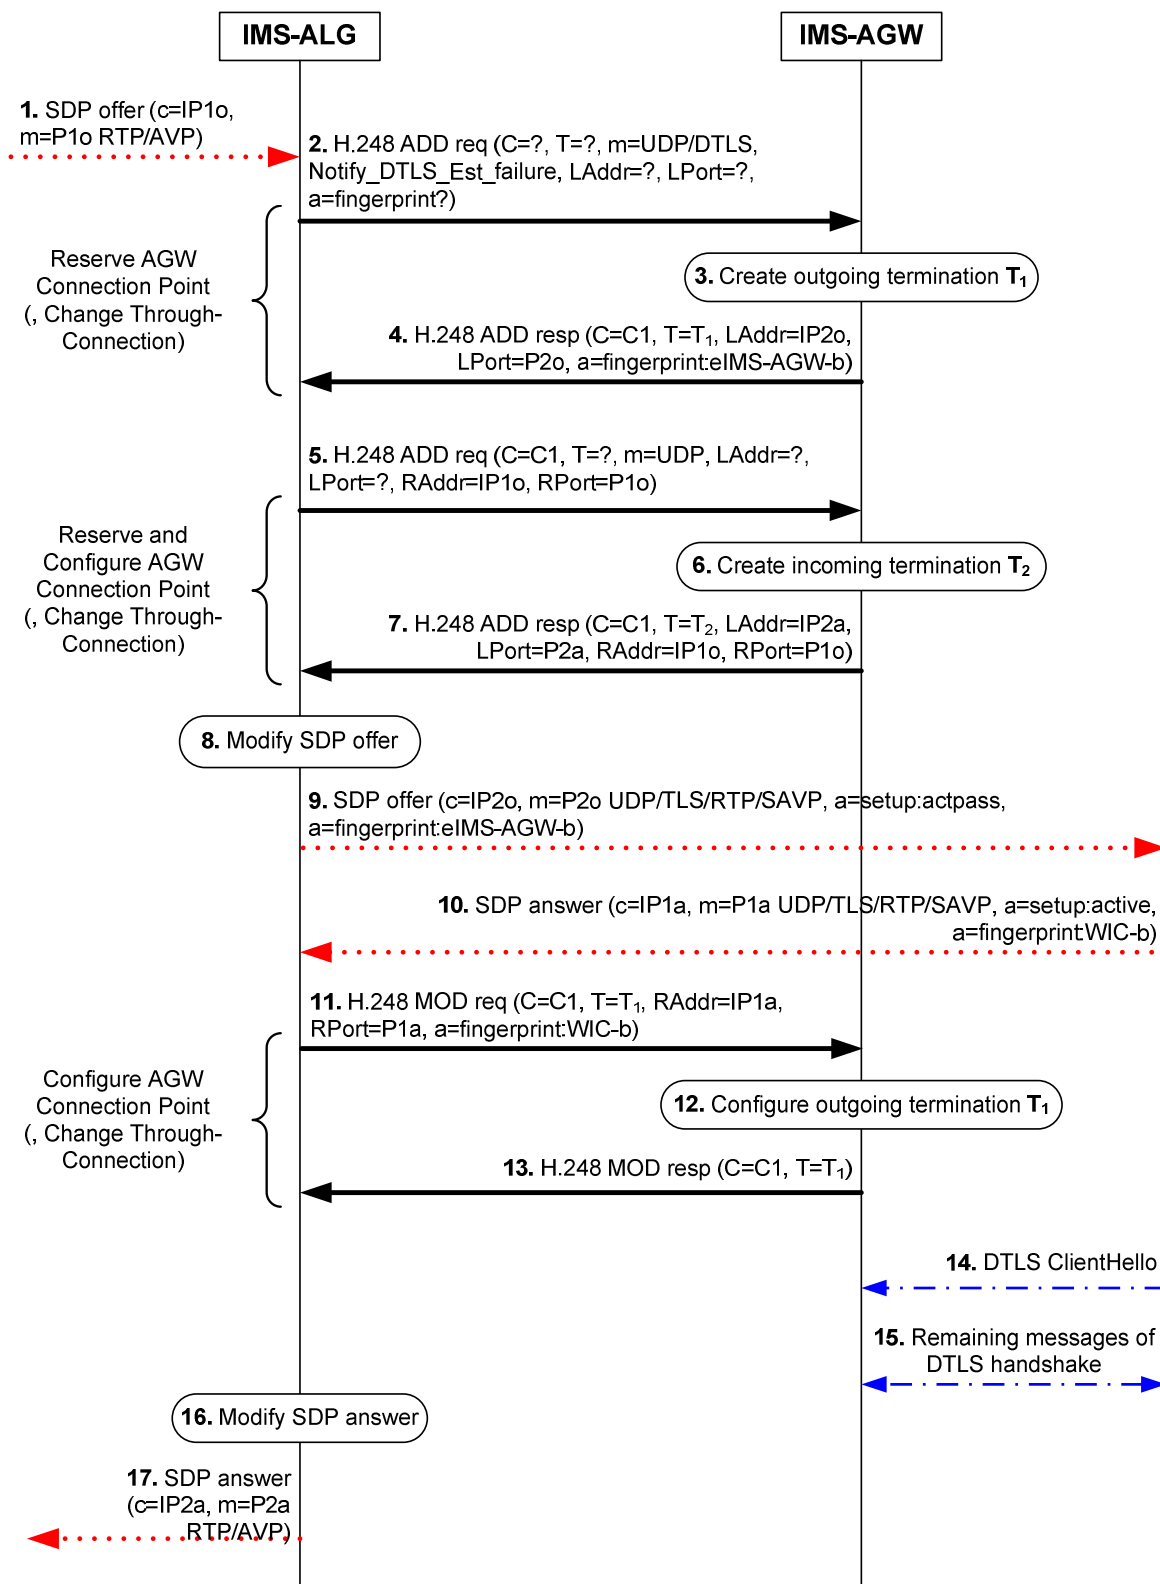 IMS-ALG
IMS-AGW
1. SDP offer (c=IP1o,
m=P1o RTP/AVP)
2. H.248 ADD req (C=?, T=?, m=UDP/DTLS,
Notify_DTLS_Est_failure, LAddr=?, LPort=?,
a=fingerprint?)
Reserve AGW
Connection Point
(, Change Through-
Connection)
3. Create outgoing termination T1
4. H.248 ADD resp (C=C1, T=T1, LAddr=IP2o,
LPort=P2o, a=fingerprint:eIMS-AGW-b)
5. H.248 ADD req (C=C1, T=?, m=UDP, LAddr=?,
LPort=?, RAddr=IP1o, RPort=P1o)
Reserve and
Configure AGW
Connection Point
(, Change Through-
Connection)
6. Create incoming termination T2
7. H.248 ADD resp (C=C1, T=T2, LAddr=IP2a,
LPort=P2a, RAddr=IP1o, RPort=P1o)
8. Modify SDP offer
9. SDP offer (c=IP2o, m=P2o UDP/TLS/RTP/SAVP, a=setup:actpass,
a=fingerprint:eIMS-AGW-b)
10. SDP answer (c=IP1a, m=P1a UDP/TLS/RTP/SAVP, a=setup:active,
a=fingerprint:WIC-b)
11. H.248 MOD req (C=C1, T=T1, RAddr=IP1a,
RPort=P1a, a=fingerprint:WIC-b)
Configure AGW
Connection Point
(, Change Through-
Connection)
12. Configure outgoing termination T1
13. H.248 MOD resp (C=C1, T=T1)
14. DTLS ClientHello
15. Remaining messages of
DTLS handshake
16. Modify SDP answer
17. SDP answer
(c=IP2a, m=P2a
RTP/AVP)